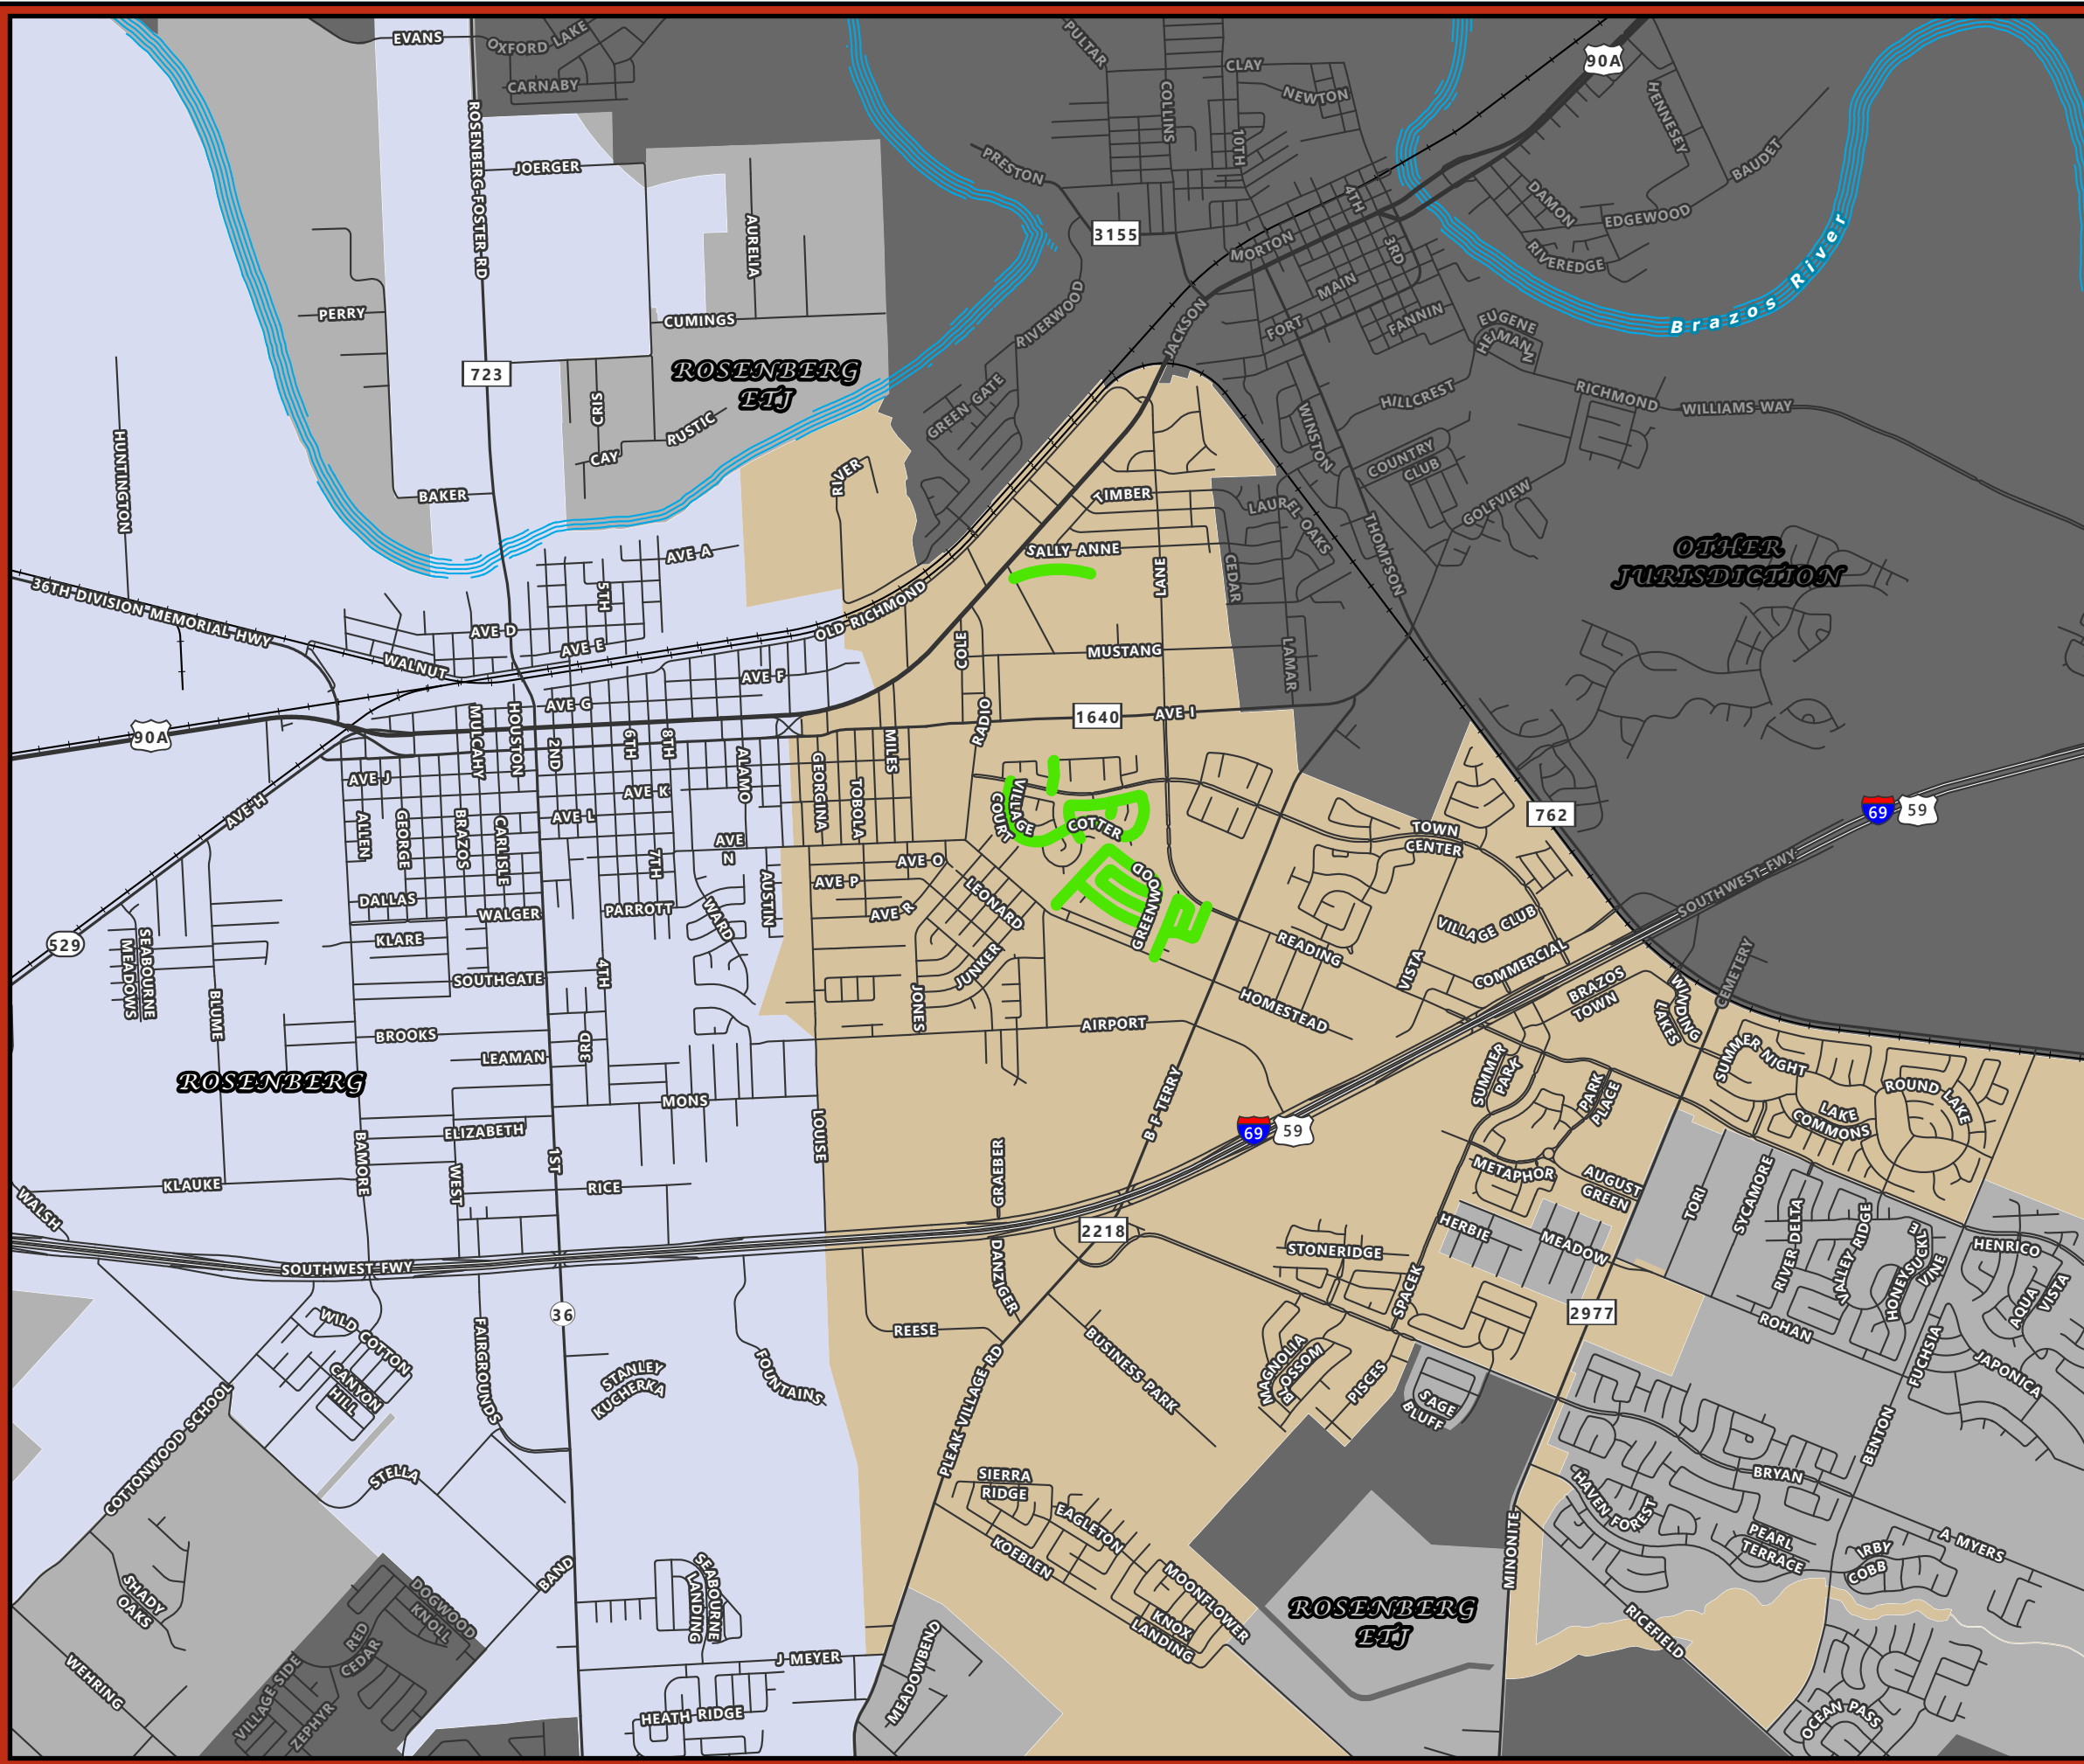 EVANS
OXFORD LAKE
CARNABY
PULTAR
CLAY
NEWTON
COLLINS
10TH
90A
HENNESEY
BAUDET
ROSENBERG-FOSTER RD
JOERGER
PRESTON
4TH
DAMON
EDGEWOOD
AURELIA
3155
MORTON
3RD
RIVEREDGE
Brazos River
PERRY
CUMINGS
RIVERWOOD
MAIN
JACKSON
FORT
FANNIN
EUGENE
HEIMANN
723
ROSENBERG
ETJ
GREEN GATE
HILLCREST
RICHMOND
WILLIAMS WAY
CRIS
RUSTIC
CAY
WINSTON
COUNTRY
CLUB
HUNTINGTON
BAKER
RIVER
TIMBER
LAUREL OAKS
GOLFVIEW
THOMPSON
AVE A
SALLY ANNE
OTHER
JURISDICTION
36TH DIVISION MEMORIAL HWY
5TH
LANE
CEDAR
OLD RICHMOND
AVE D
AVE E
WALNUT
COLE
MUSTANG
LAMAR
AVE F
AVE G
90A
MULCAHY
HOUSTON
2ND
6TH
8TH
RADIO
1640
AVE I
MILES
AVE J
ALAMO
GEORGINA
TOBOLA
AVE K
AVE H
ALLEN
GEORGE
BRAZOS
CARLISLE
AVE L
VILLAGE
COURT
COTTER
TOWN
CENTER
762
69
59
AVE
N
7TH
AVE O
AVE P
AUSTIN
LEONARD
GREENWOOD
SOUTHWEST FWY
DALLAS
WALGER
PARROTT
WARD
AVE R
VILLAGE CLUB
529
SEABOURNE
MEADOWS
KLARE
JUNKER
READING
VISTA
COMMERCIAL
BRAZOS
TOWN
CEMETERY
SOUTHGATE
4TH
BLUME
JONES
HOMESTEAD
WINDING
LAKES
BROOKS
3RD
AIRPORT
LEAMAN
SUMMER NIGHT
SUMMER
PARK
PARK
PLACE
ROUND LAKE
LAKE
COMMONS
ROSENBERG
MONS
ELIZABETH
LOUISE
B F TERRY
69
59
BAMORE
1ST
GRAEBER
METAPHOR
AUGUST
GREEN
TORI
SYCAMORE
KLAUKE
WEST
RICE
WALSH
2218
HERBIE
MEADOW
RIVER DELTA
VALLEY RIDGE
HONEYSUCKLE
VINE
HENRICO
SOUTHWEST FWY
DANZIGER
STONERIDGE
SPACEK
2977
AQUA
VISTA
36
WILD COTTON
FAIRGROUNDS
REESE
BUSINESS PARK
MAGNOLIA
BLOSSOM
PISCES
ROHAN
FUCHSIA
JAPONICA
CANYON
HILL
STANLEY
KUCHERKA
FOUNTAINS
SAGE
BLUFF
COTTONWOOD SCHOOL
PLEAK VILLAGE RD
BENTON
STELLA
SIERRA
RIDGE
BRYAN
HAVEN FOREST
EAGLETON
KOEBLEN
MINONITE
PEARL
TERRACE
A MYERS
IRBY
COBB
SHADY
OAKS
BAND
DOGWOOD
KNOLL
SEABOURNE
LANDING
MOONFLOWER
KNOX
LANDING
ROSENBERG
ETJ
RICEFIELD
RED
CEDAR
WEHRING
VILLAGE SIDE
ZEPHYR
J MEYER
MEADOWBEND
HEATH RIDGE
OCEAN PASS